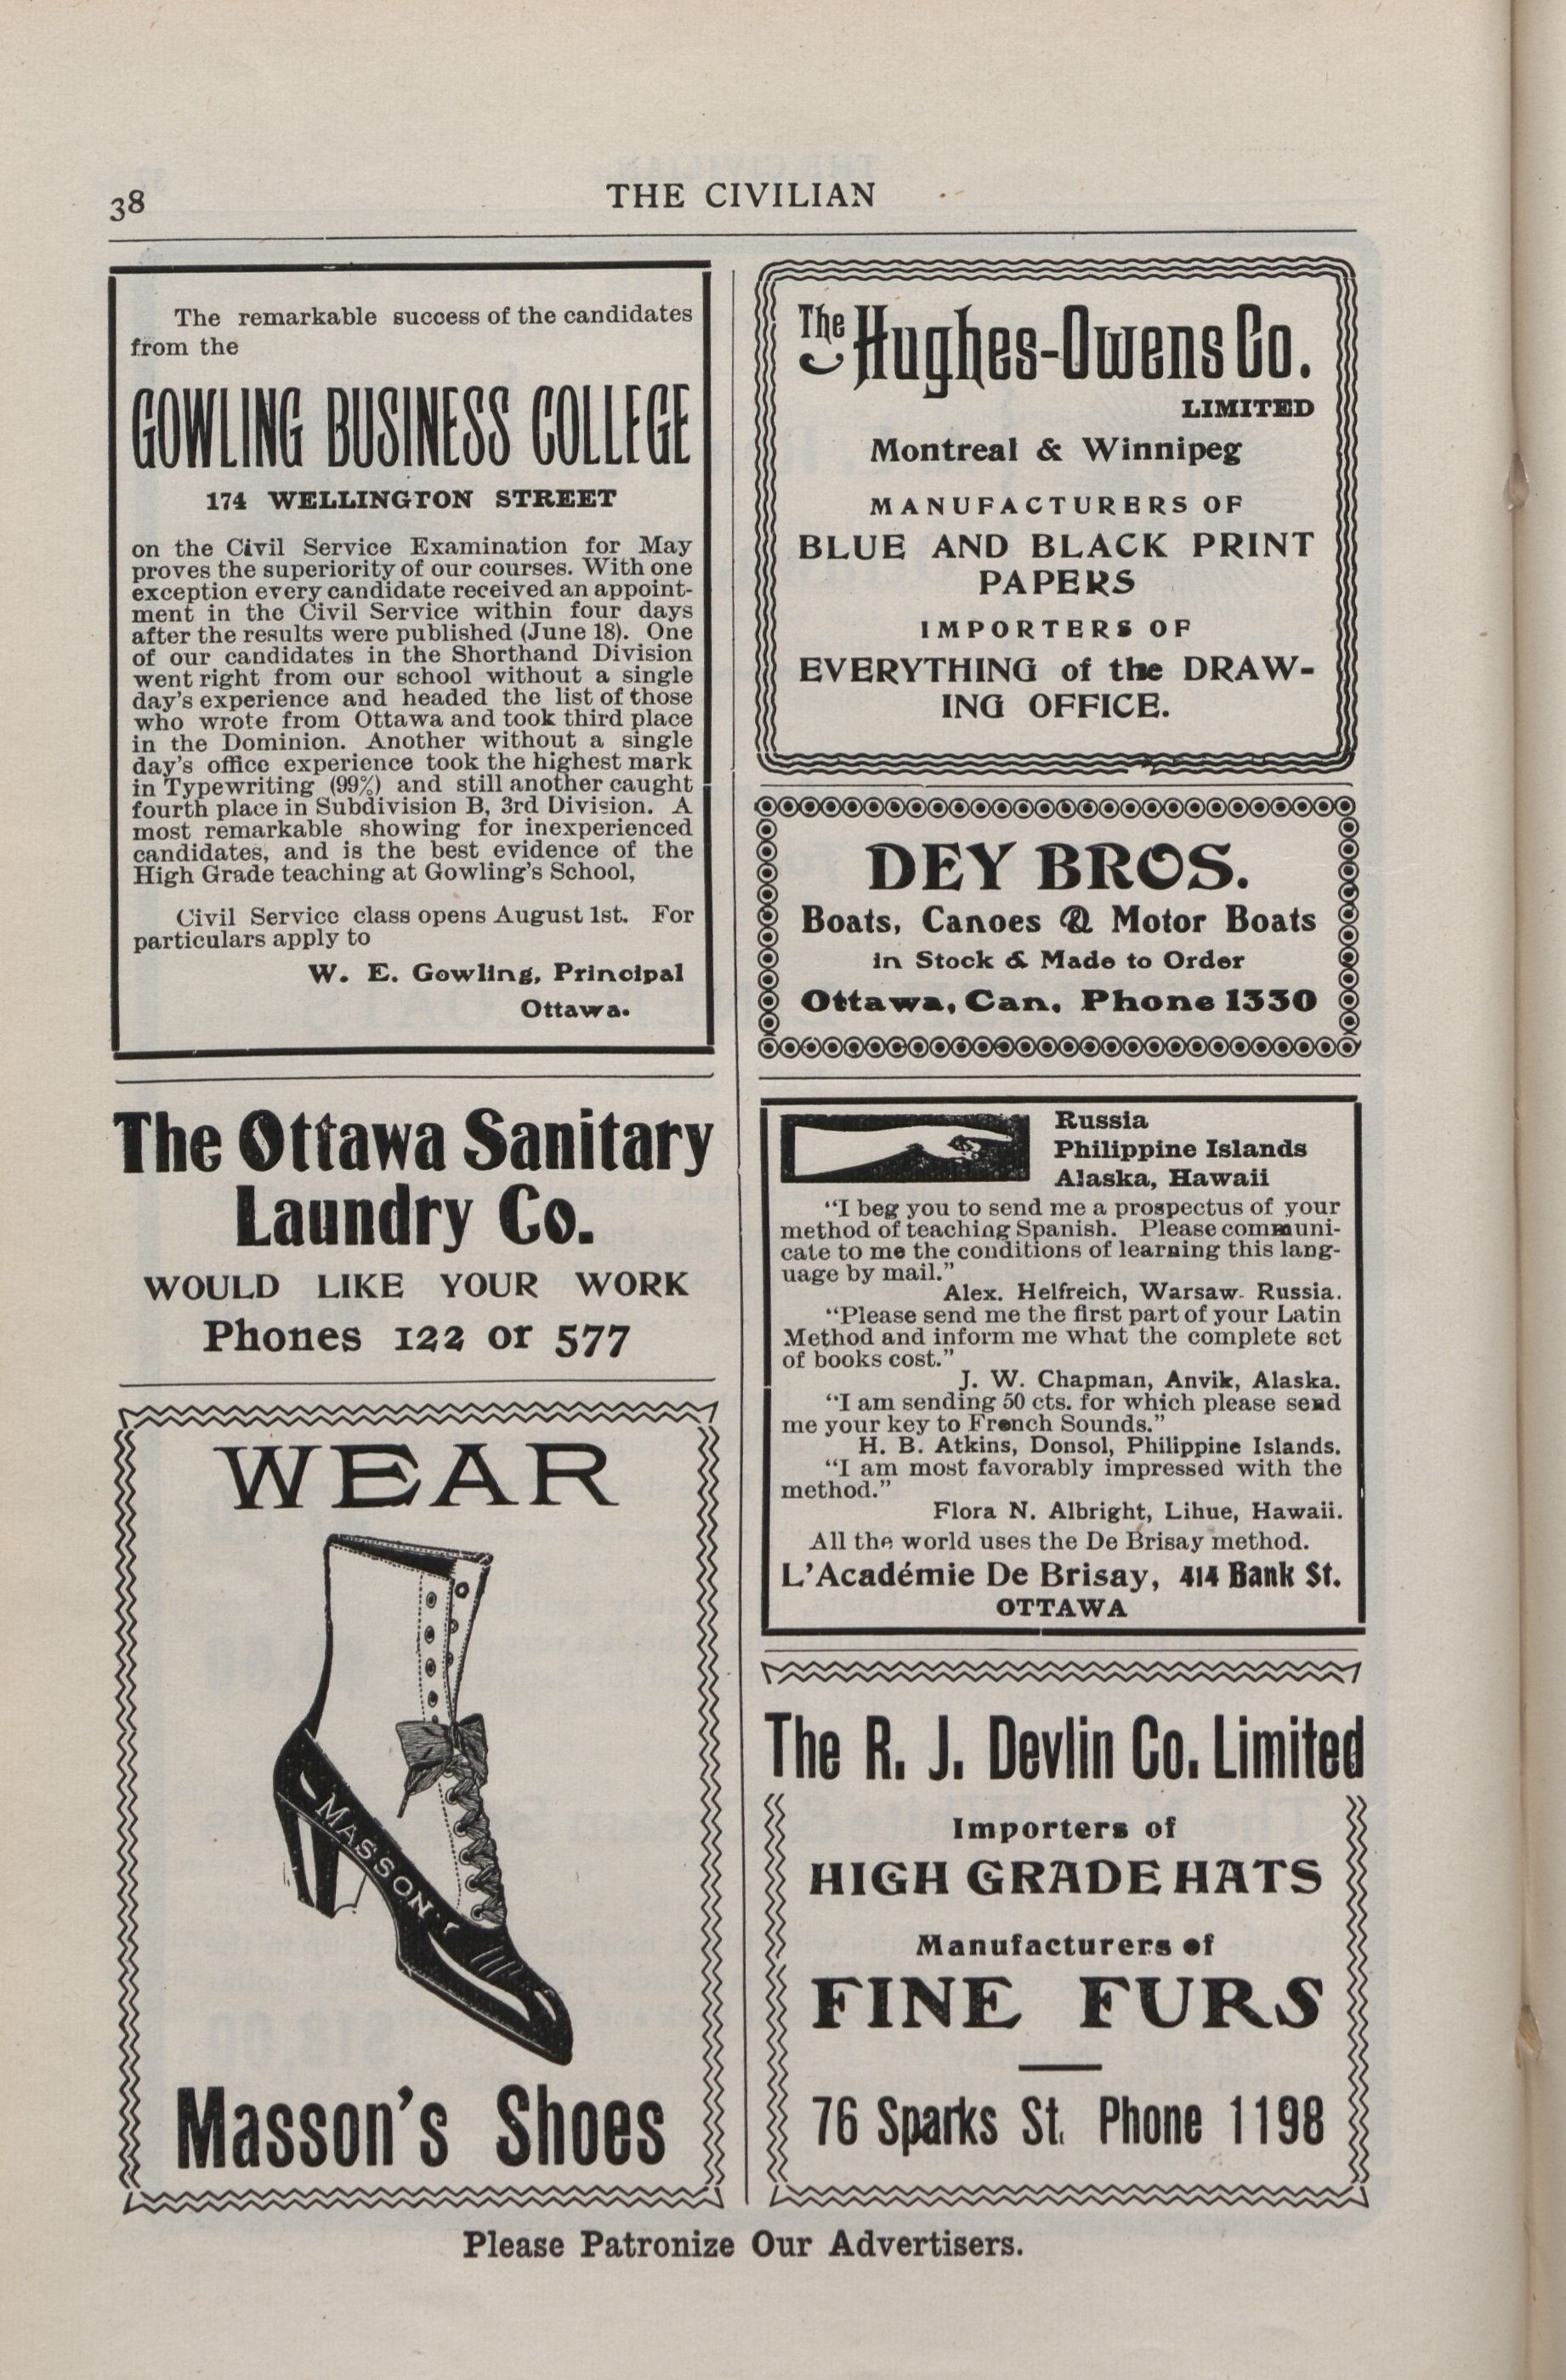 38
THE CIVILIAN
The remarkable success of the candidates
from the
GOWLING BUSINESS COLLEGE
174 WELLINGTON STREET
on the Civil Service Examination for May
proves the superiority of our courses. With one
exception every candidate received an appoint-
ment in the Civil Service within four days
after the results were published (June 18). One
of our candidates in the Shorthand Division
went right from our school without a single
day's experience and headed the list of those
who wrote from Ottawa and took third place
in the Dominion. Another without a single
day's office experience took the highest mark
in Typewriting (99%) and still another caught
fourth place in Subdivision B, 3rd Division. A
most remarkable showing for inexperienced
candidates, and is the best evidence of the
High Grade teaching at Gowling's School,
Civil Service class opens August 1st. For
particulars apply to
W. E. Gowling, Principal
Ottawa.
The Ottawa Sanitary
Laundry Co.
WOULD LIKE YOUR WORK
Phones 122 or 577
WEAR
MASSON
Masson's Shoes
The Hughes-Owens Co.
LIMITED
Montreal & Winnipeg
MANUFACTURERS OF
BLUE AND BLACK PRINT
PAPERS
IMPORTERS OF
EVERYTHING of the DRAW-
ING OFFICE.
DEY BROS.
Boats, Canoes & Motor Boats
in Stock & Made to Order
Ottawa, Can. Phone 1330
Russia
Philippine Islands
Alaska, Hawaii
"I beg you to send me a prospectus of your
method of teaching Spanish. Please communi-
cate to me the conditions of learning this lang-
uage by mail."
Alex. Helfreich, Warsaw. Russia.
"Please send me the first part of your Latin
Method and inform me what the complete set
of books cost."
J. W. Chapman, Anvik, Alaska.
"I am sending 50 cts. for which please send
me your key to French Sounds."
H. B. Atkins, Donsol, Philippine Islands.
"I am most favorably impressed with the
method."
Flora N. Albright, Lihue, Hawaii.
All the world uses the De Brisay method.
L'Académie De Brisay, 414 Bank St.
OTTAWA
The R. J. Devlin Co. Limited
Importers of
HIGH GRADE HATS
Manufacturers of
FINE FURS
76 Sparks St. Phone 1198
Please Patronize Our Advertisers.